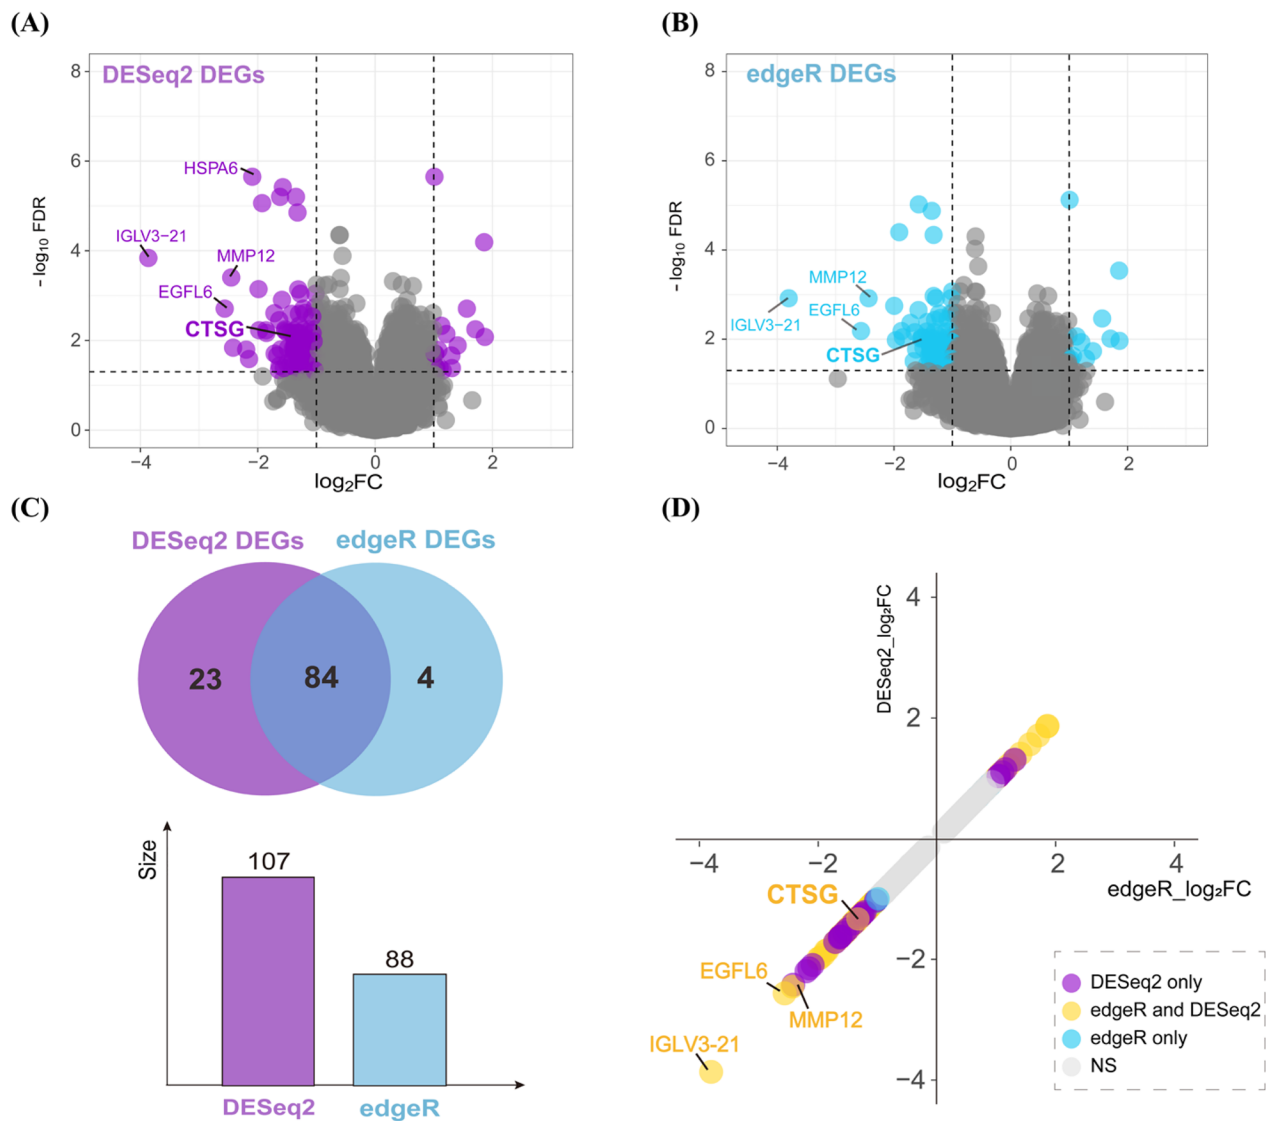 (A)
DESeq2 DEGs
8
6
4
2
0
-log₁₀ FDR
HSPA6
IGLV3−21
MMP12
EGFL6
CTSG
−4
−2
0
2
log₂FC
(B)
edgeR DEGs
8
6
4
2
0
-log₁₀ FDR
MMP12
IGLV3−21
EGFL6
CTSG
−4
−2
0
2
log₂FC
(C)
DESeq2 DEGs
edgeR DEGs
23
84
4
Size
107
88
DESeq2
edgeR
(D)
DESeq2_log₂FC
4
2
−4
−2
2
4
edgeR_log₂FC
CTSG
−2
EGFL6
MMP12
IGLV3-21
−4
DESeq2 only
edgeR and DESeq2
edgeR only
NS